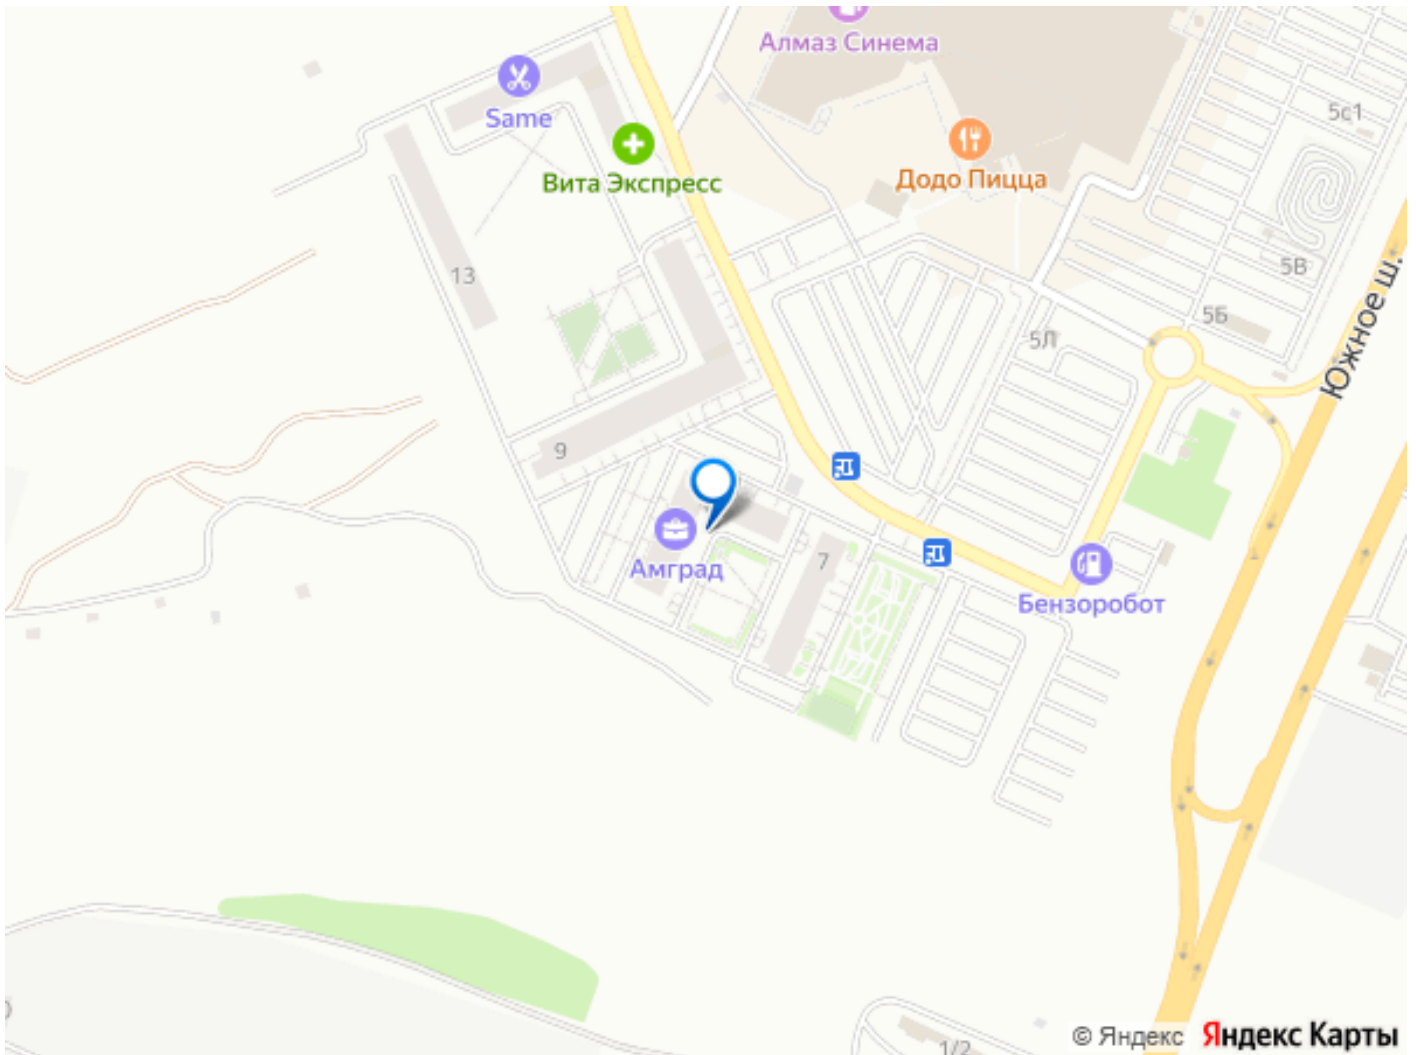 Алмаз Синема
Same
5с1
Вита Экспресс
Додо Пицца
13
5В
5Б
5Л
Южное ш.
9
7
Амград
Бензоробот
1/2
© Яндекс Яндекс Карты